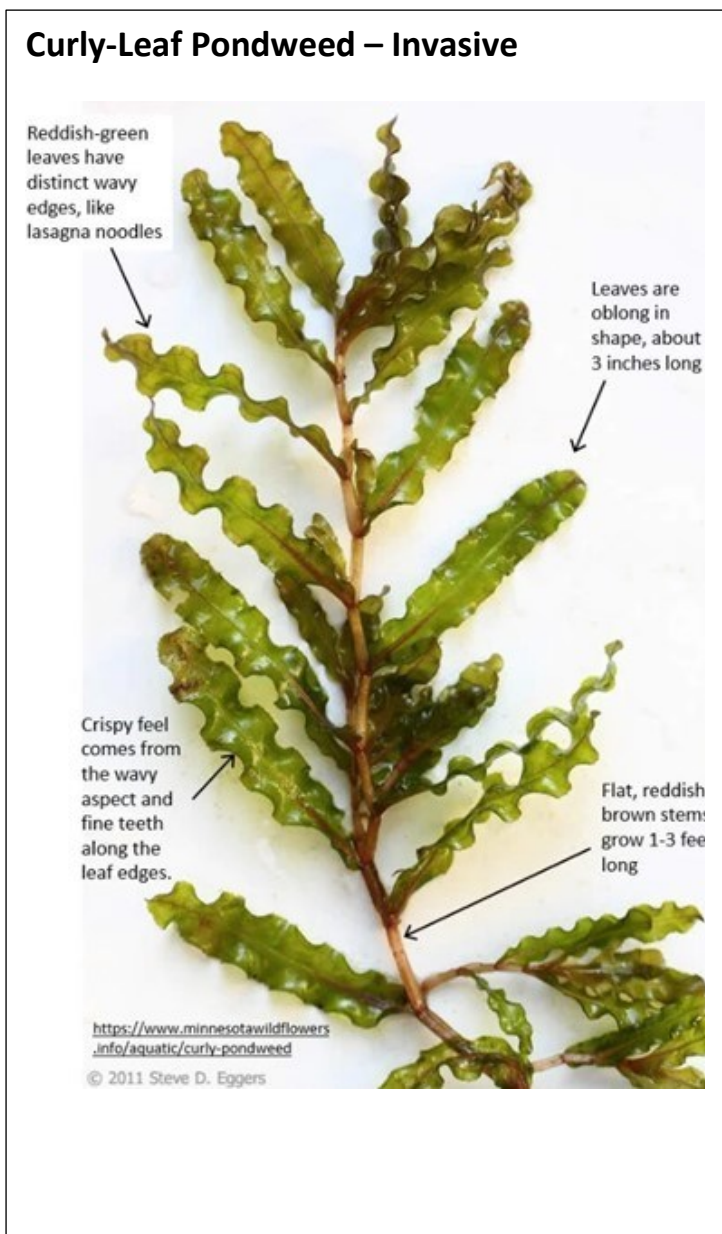 Curly-Leaf Pondweed – Invasive
Reddish-green
leaves have
distinct wavy
edges, like
lasagna noodles
Leaves are
oblong in
shape, about
3 inches long
Crispy feel
comes from
the wavy
aspect and
fine teeth
along the
leaf edges.
Flat, reddish
brown stems
grow 1-3 fee
long
https://www.minnesotawildflowers
.info/aquatic/curly-pondweed
© 2011 Steve D. Eggers